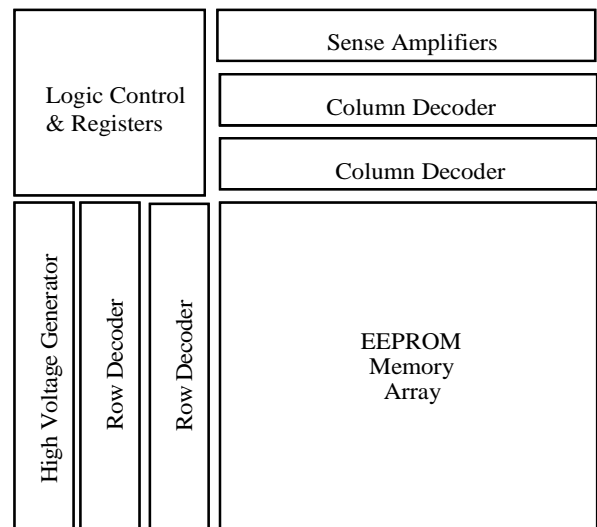 Sense Amplifiers
Logic Control
& Registers
Column Decoder
Column Decoder
High Voltage Generator
Row Decoder
Row Decoder
EEPROM
Memory
Array